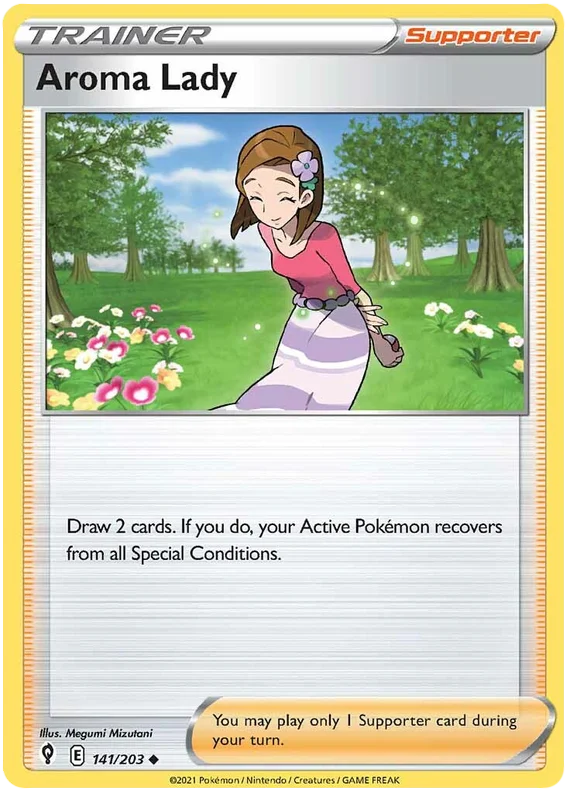 TRAINER Supporter
Aroma Lady
Draw 2 cards. If you do, your Active Pokémon recovers
from all Special Conditions.
Illus. Megumi Mizutani
You may play only 1 Supporter card during
your turn.
E 141/203
©2021 Pokémon / Nintendo / Creatures / GAME FREAK